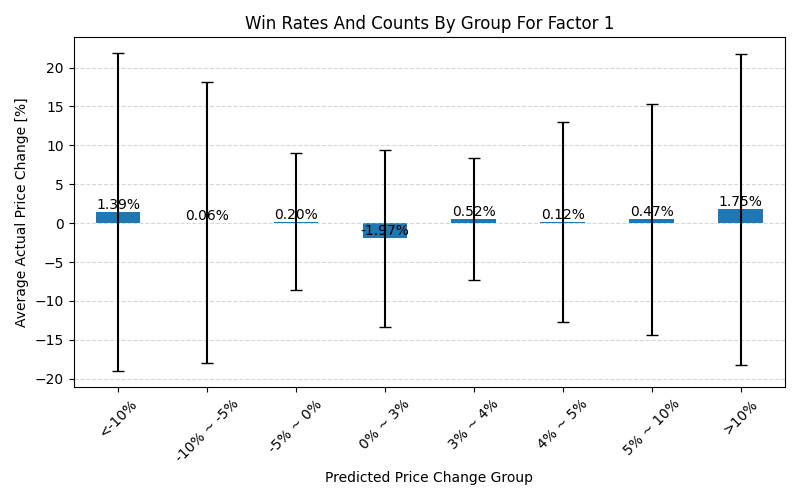 Win Rates And Counts By Group For Factor 1
Average Actual Price Change [%]
20
15
10
5
0
−5
−10
−15
−20
1.39%
0.06%
0.20%
-1.97%
0.52%
0.12%
0.47%
1.75%
<-10%
-10% ~ -5%
-5% ~ 0%
0% ~ 3%
3% ~ 4%
4% ~ 5%
5% ~ 10%
>10%
Predicted Price Change Group